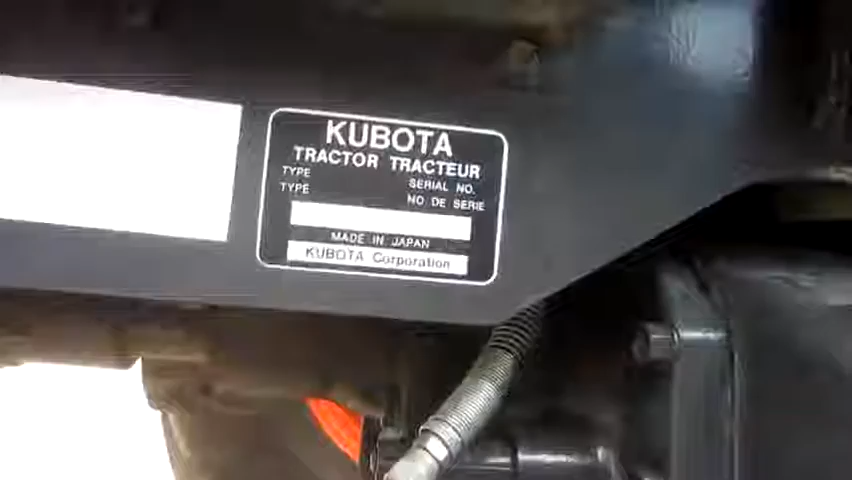 KUBOTA
TRACTOR TRACTEUR
TYPE SERIAL NO.
TYPE NO DE SERIE
MADE IN JAPAN
KUBOTA Corporation